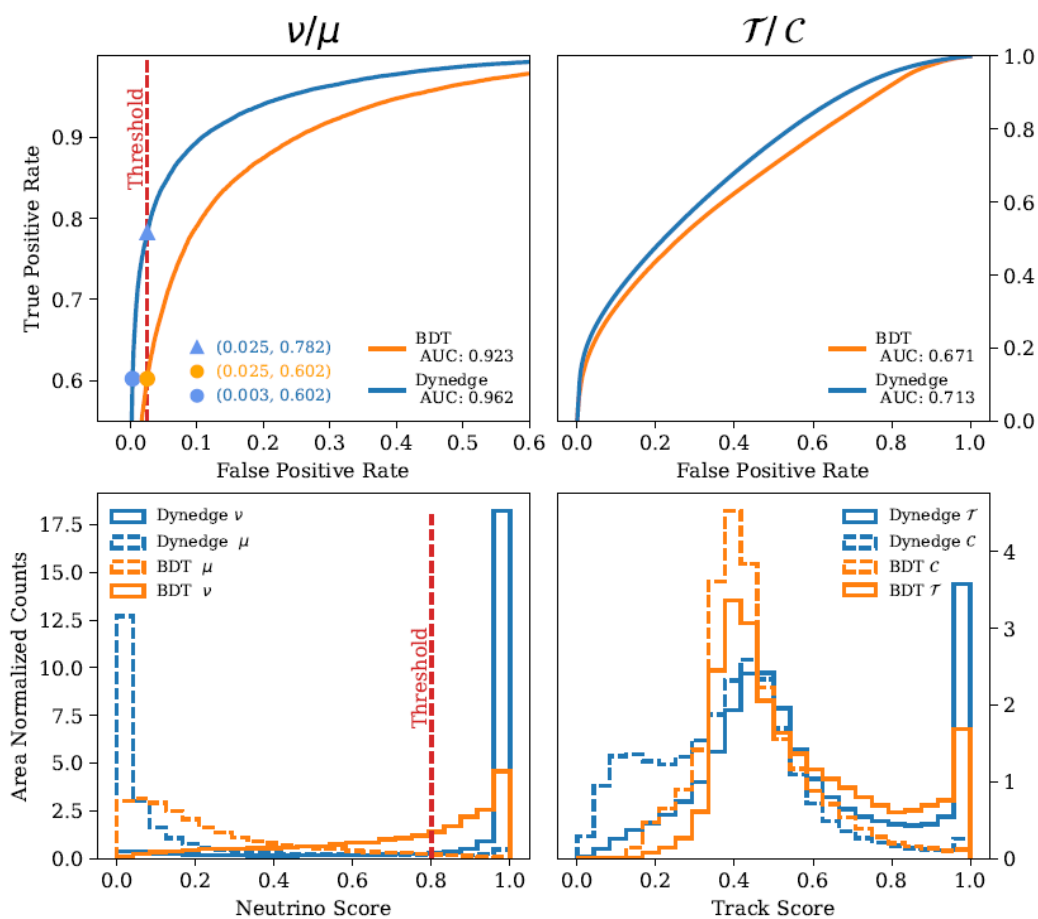 ν/μ
T/C
True Positive Rate
0.9
0.8
0.7
0.6
Threshold
(0.025, 0.782)
(0.025, 0.602)
(0.003, 0.602)
BDT
AUC: 0.923
Dynedge
AUC: 0.962
0.0 0.1 0.2 0.3 0.4 0.5 0.6
False Positive Rate
BDT
AUC: 0.671
Dynedge
AUC: 0.713
1.0
0.8
0.6
0.4
0.2
0.0
0.0 0.2 0.4 0.6 0.8 1.0
False Positive Rate
Area Normalized Counts
17.5
15.0
12.5
10.0
7.5
5.0
2.5
0.0
Dynedge ν
Dynedge μ
BDT μ
BDT ν
Threshold
0.0 0.2 0.4 0.6 0.8 1.0
Neutrino Score
Dynedge T
Dynedge C
BDT C
BDT T
4
3
2
1
0
0.0 0.2 0.4 0.6 0.8 1.0
Track Score